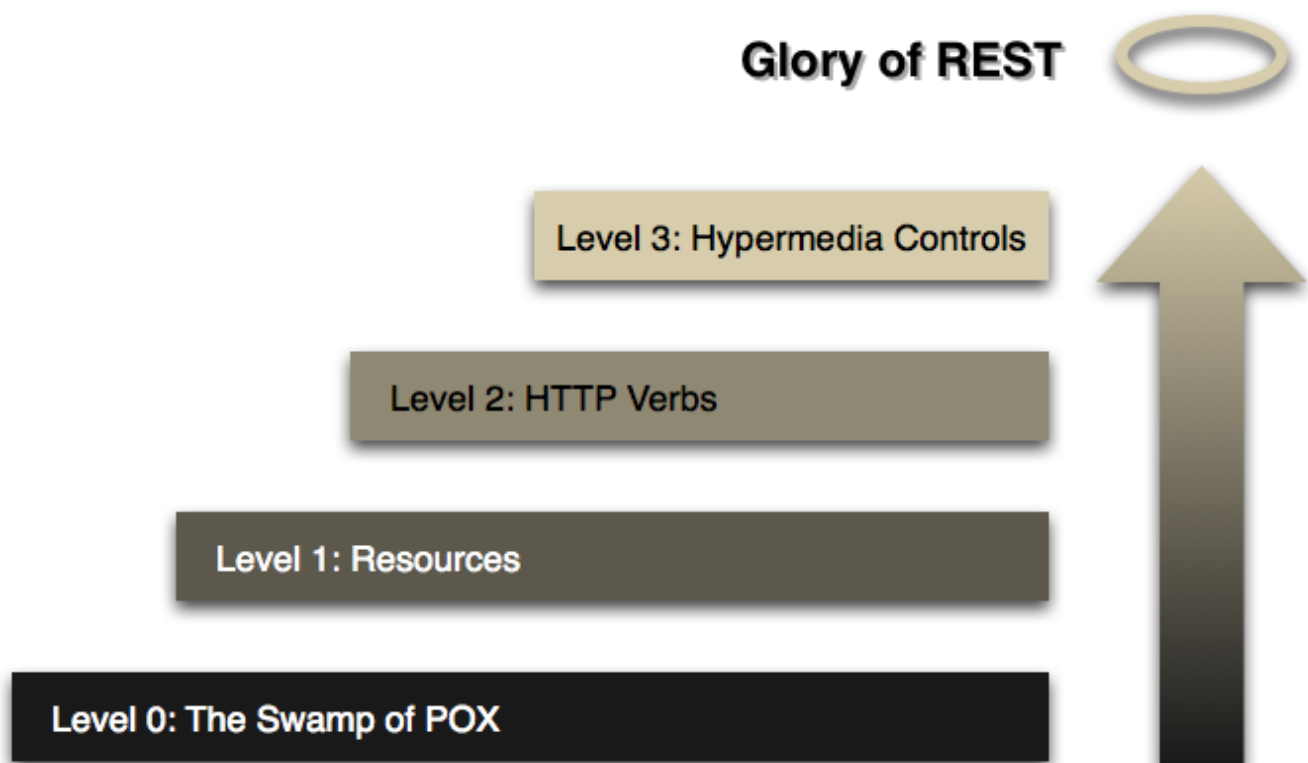 Glory of REST
Level 3: Hypermedia Controls
Level 2: HTTP Verbs
Level 1: Resources
Level 0: The Swamp of POX